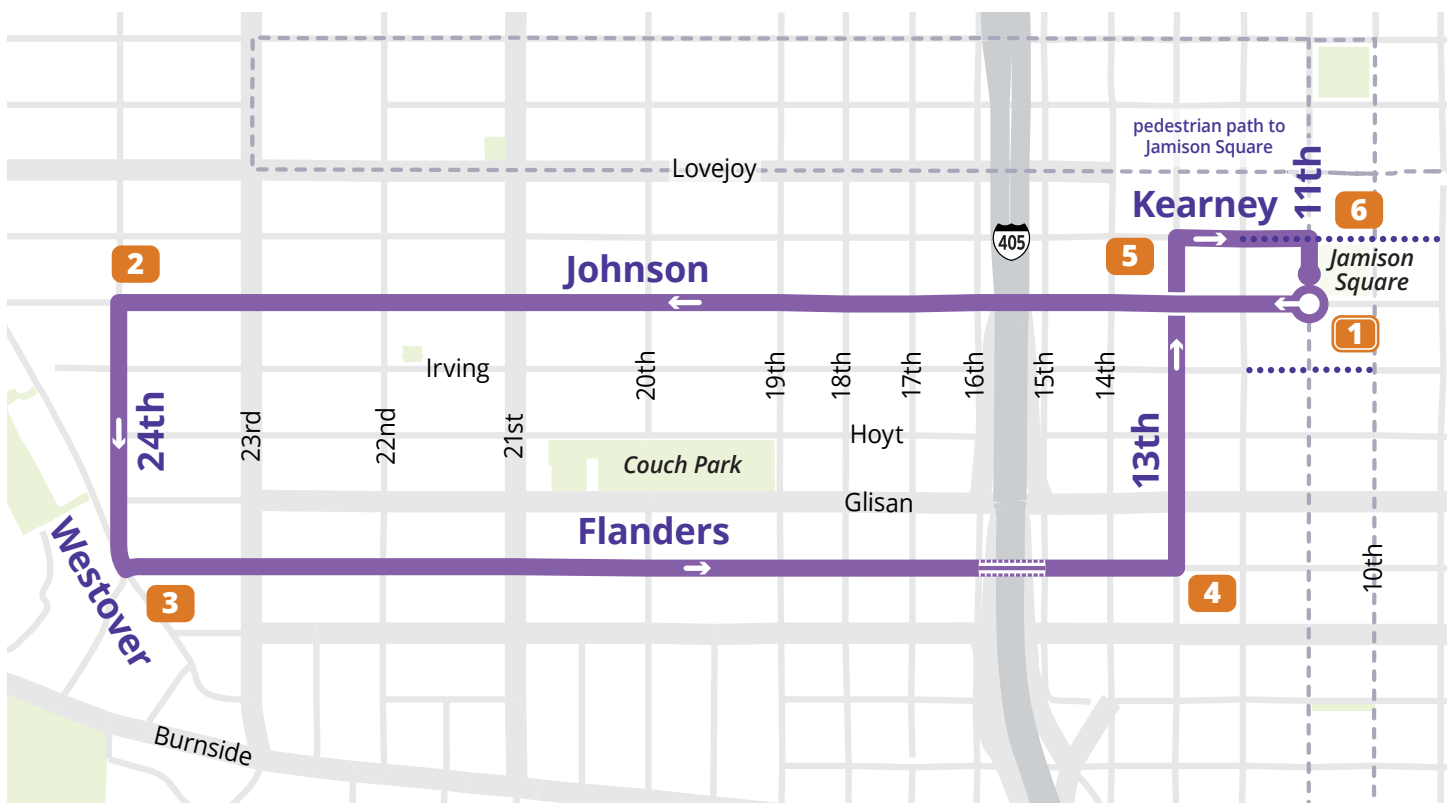 pedestrian path to
Jamison Square
Lovejoy
11th
Kearney
6
405
5
2
Johnson
Jamison
Square
1
Irving
20th
19th
18th
17th
16th
15th
14th
24th
23rd
22nd
21st
Hoyt
13th
Couch Park
Glisan
Flanders
10th
Westover
3
4
Burnside